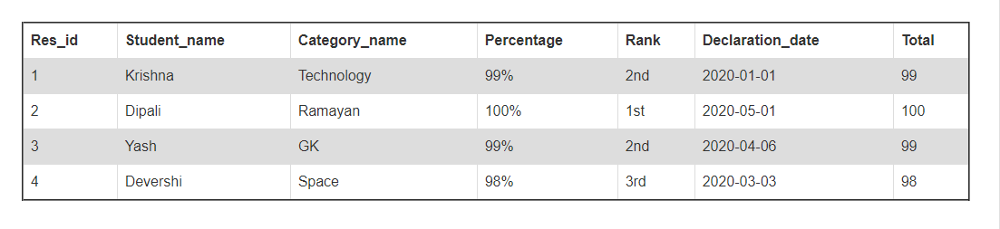 Res_id Student_name Category_name Percentage Rank Declaration_date Total
1 Krishna Technology 99% 2nd 2020-01-01 99
2 Dipali Ramayan 100% 1st 2020-05-01 100
3 Yash GK 99% 2nd 2020-04-06 99
4 Devershi Space 98% 3rd 2020-03-03 98